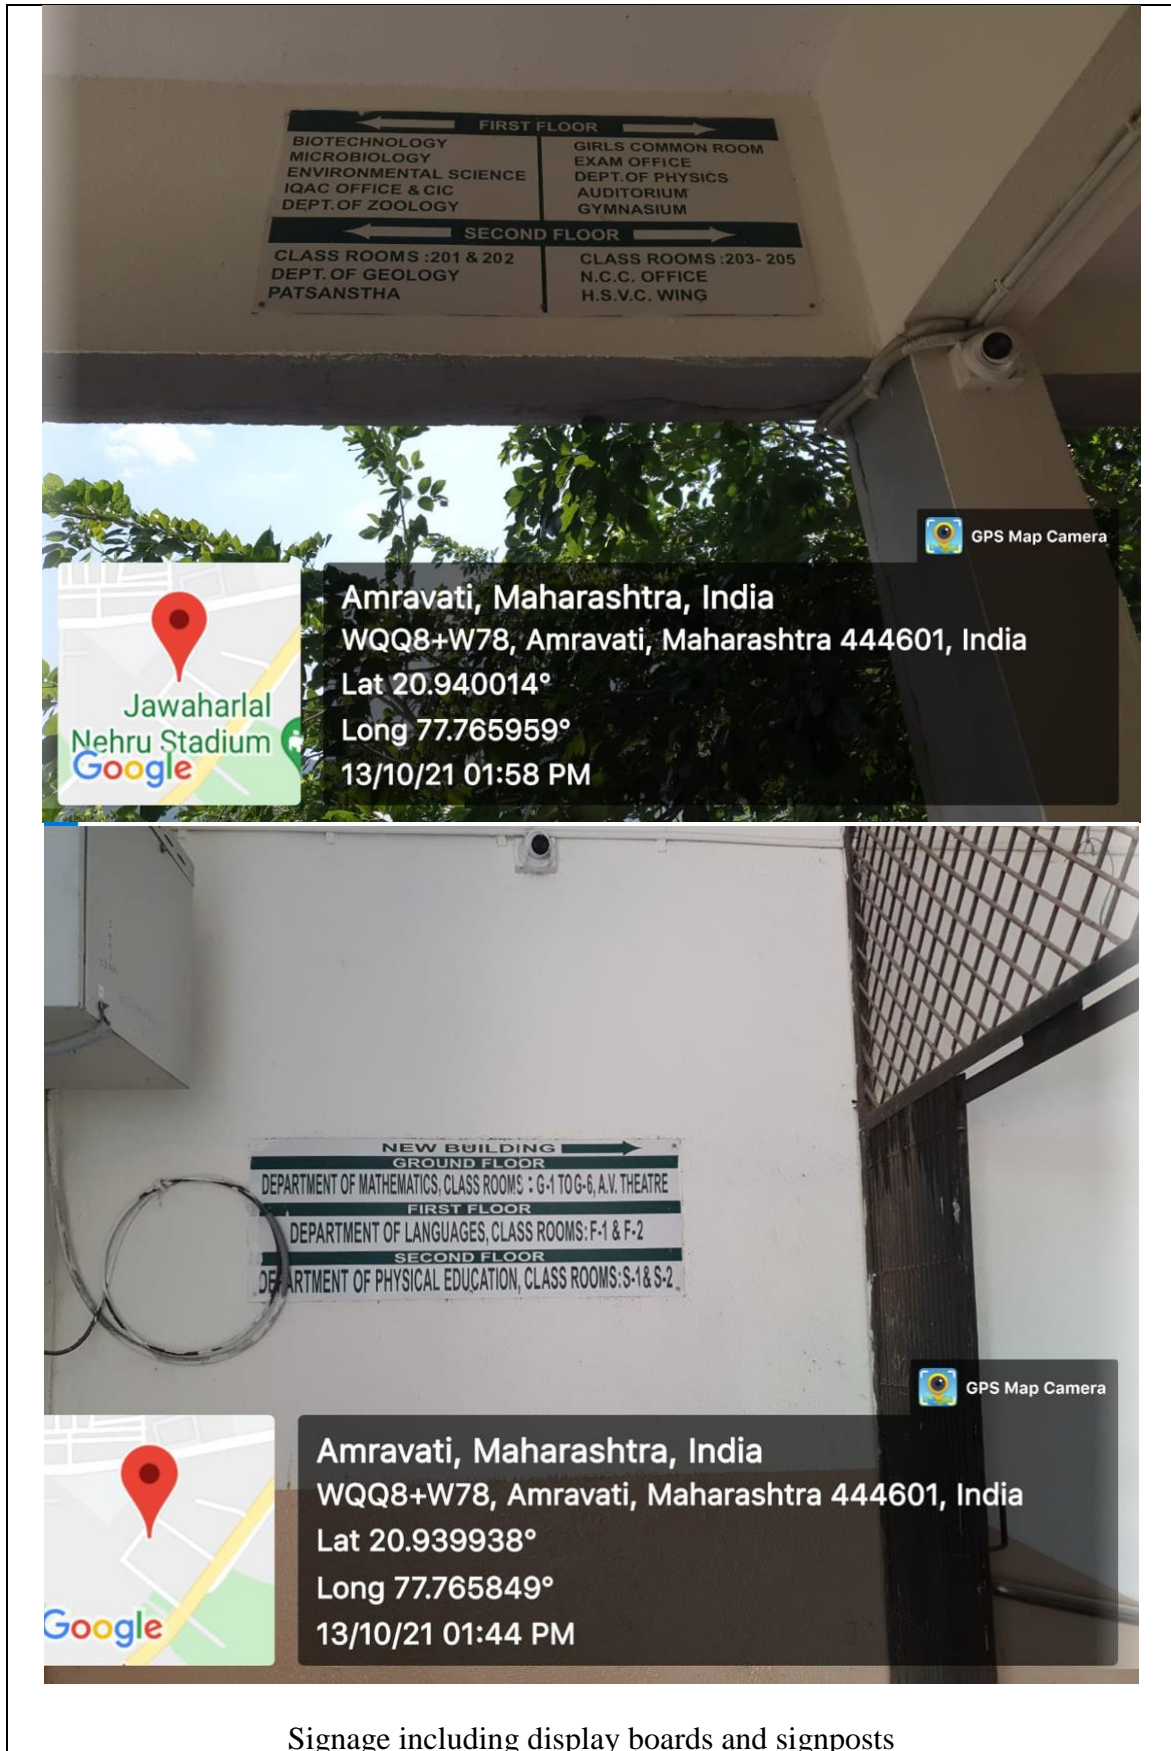 FIRST FLOOR
BIOTECHNOLOGY
MICROBIOLOGY
ENVIRONMENTAL SCIENCE
IQAC OFFICE & CIC
DEPT. OF ZOOLOGY
GIRLS COMMON ROOM
EXAM OFFICE
DEPT.OF PHYSICS
AUDITORIUM
GYMNASIUM
SECOND FLOOR
CLASS ROOMS :201 & 202
DEPT. OF GEOLOGY
PATSANSTHA
CLASS ROOMS :203- 205
N.C.C. OFFICE
H.S.V.C. WING
GPS Map Camera
Jawaharlal
Nehru Stadium
Google
Amravati, Maharashtra, India
WQQ8+W78, Amravati, Maharashtra 444601, India
Lat 20.940014°
Long 77.765959°
13/10/21 01:58 PM
NEW BUILDING
GROUND FLOOR
DEPARTMENT OF MATHEMATICS, CLASS ROOMS : G-1 TO G-6, A.V. THEATRE
FIRST FLOOR
DEPARTMENT OF LANGUAGES, CLASS ROOMS: F-1 & F-2
SECOND FLOOR
DEPARTMENT OF PHYSICAL EDUCATION, CLASS ROOMS: S-1 & S-2
GPS Map Camera
Google
Amravati, Maharashtra, India
WQQ8+W78, Amravati, Maharashtra 444601, India
Lat 20.939938°
Long 77.765849°
13/10/21 01:44 PM
Signage including display boards and signposts